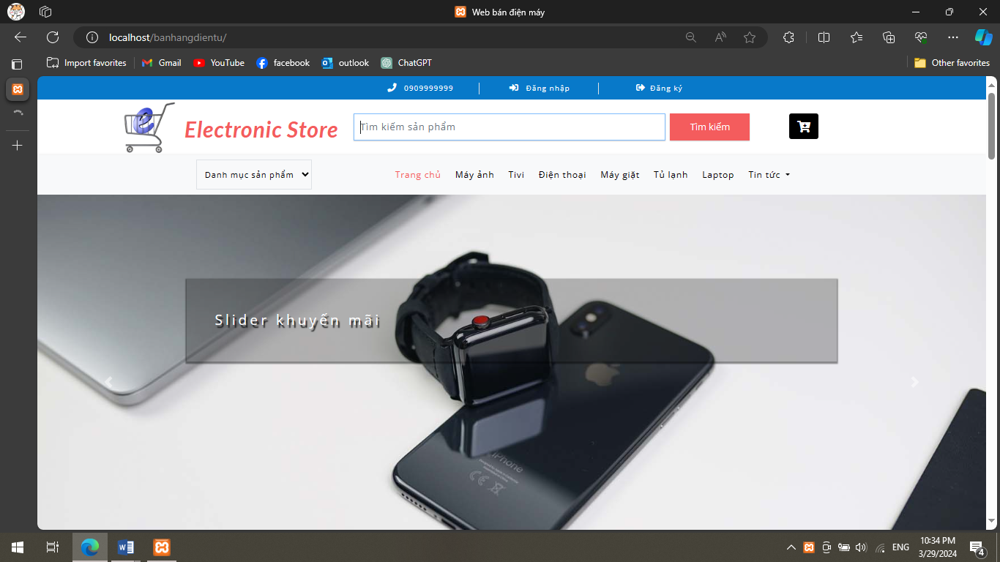 Web bán điện máy
localhost/banhangdientu/
Import favorites Gmail YouTube facebook outlook ChatGPT Other favorites
0909999999 Đăng nhập Đăng ký
Electronic Store Tìm kiếm sản phẩm Tìm kiếm
Danh mục sản phẩm Trang chủ Máy ảnh Tivi Điện thoại Máy giặt Tủ lạnh Laptop Tin tức
Slider khuyến mãi
iPhone
ENG 10:34 PM
3/29/2024
4